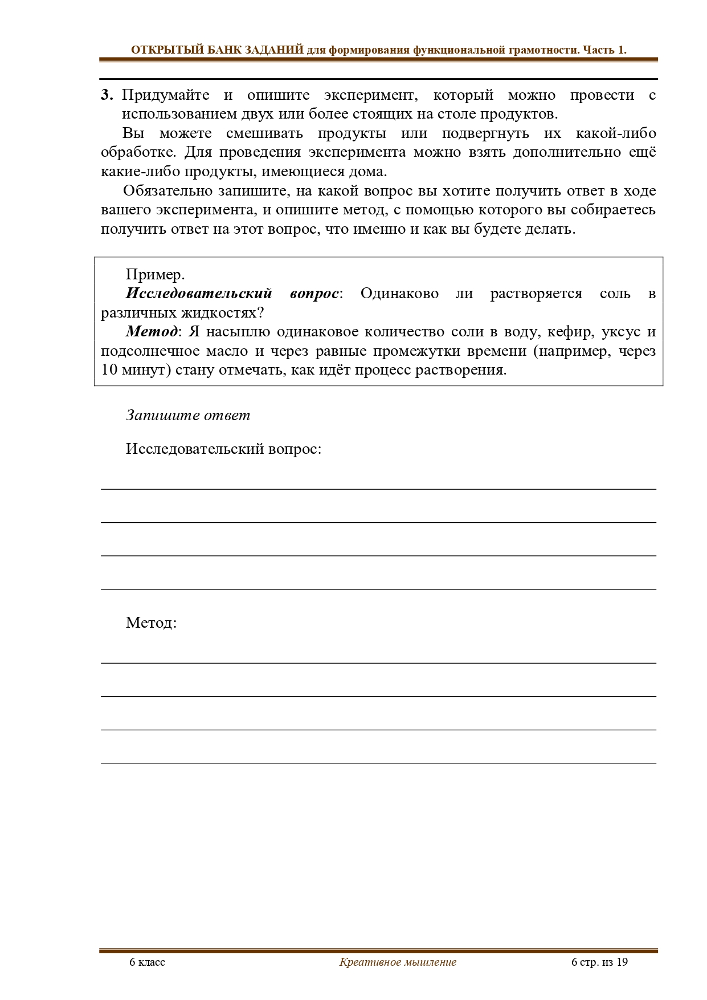 ОТКРЫТЫЙ БАНК ЗАДАНИЙ для формирования функциональной грамотности. Часть 1.
3. Придумайте и опишите эксперимент, который можно провести с
использованием двух или более стоящих на столе продуктов.
Вы можете смешивать продукты или подвергнуть их какой-либо
обработке. Для проведения эксперимента можно взять дополнительно ещё
какие-либо продукты, имеющиеся дома.
Обязательно запишите, на какой вопрос вы хотите получить ответ в ходе
вашего эксперимента, и опишите метод, с помощью которого вы собираетесь
получить ответ на этот вопрос, что именно и как вы будете делать.
Пример.
Исследовательский вопрос: Одинаково ли растворяется соль в
различных жидкостях?
Метод: Я насыплю одинаковое количество соли в воду, кефир, уксус и
подсолнечное масло и через равные промежутки времени (например, через
10 минут) стану отмечать, как идёт процесс растворения.
Запишите ответ
Исследовательский вопрос:
Метод:
6 класс Креативное мышление 6 стр. из 19